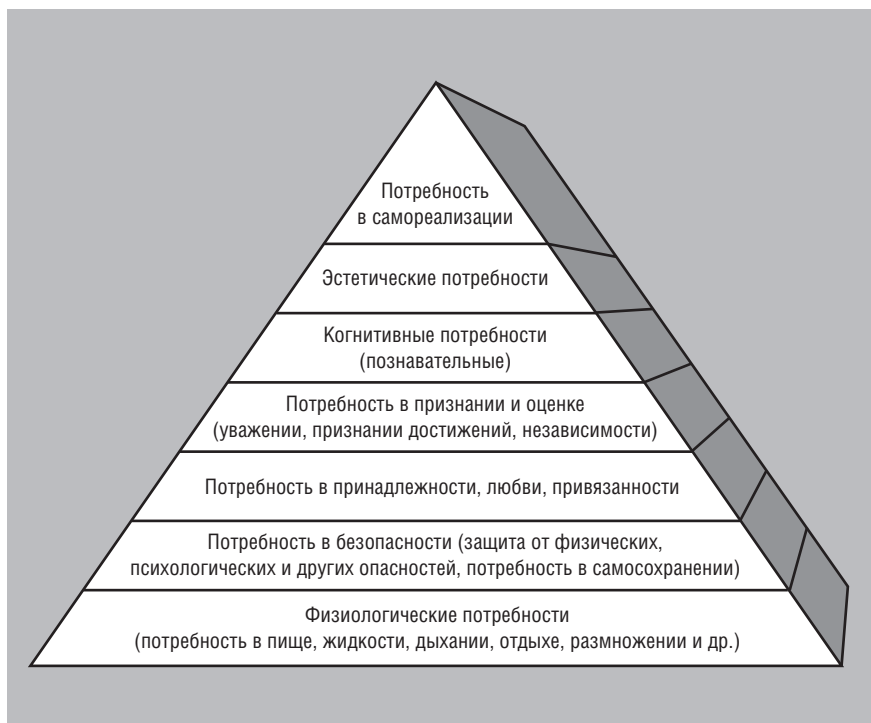 Потребность
в самореализации
Эстетические потребности
Когнитивные потребности
(познавательные)
Потребность в признании и оценке
(уважении, признании достижений, независимости)
Потребность в принадлежности, любви, привязанности
Потребность в безопасности (защита от физических,
психологических и других опасностей, потребность в самосохранении)
Физиологические потребности
(потребность в пище, жидкости, дыхании, отдыхе, размножении и др.)